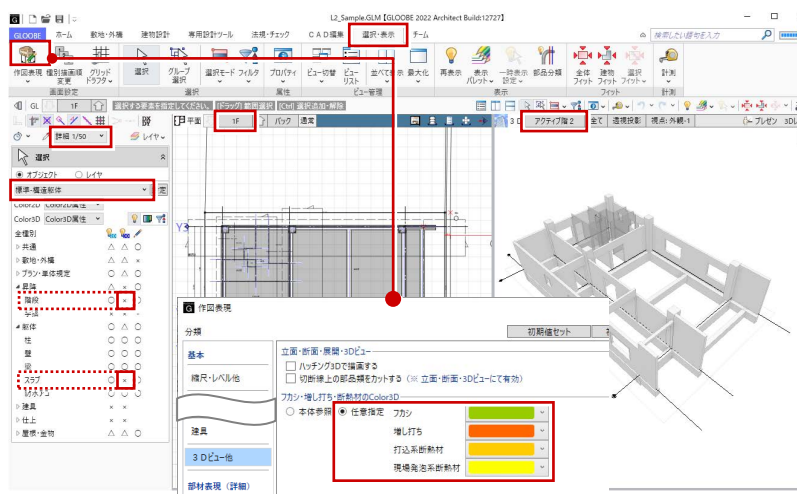 L2_Sample.GLM【GLOOBE 2022 Architect Build:12727】
GLOOBE ホーム 敷地・外構 建物設計 専用設計ツール 法規・チェック CAD編集 選択・表示 チーム 検索したい語句を入力
作図表現 種別描画順変更 グリッドドラフタ 選択 グループ選択 選択モード フィルタ プロパティ ビュー切替 ビューリスト 並べて表示 最大化 再表示 表示パレット 一時表示設定 部品分類 全体フィット 建物フィット 選択フィット 計測
画面設定 選択 属性 ビュー管理 表示 フィット 計測
GL 1F 選択する要素を指定してください。 [ドラッグ] 範囲選択 [Ctrl] 選択追加・解除
詳細 1/50 レイヤ
平面 1F バック 通常
3D アクティブ階 2 全て 透視投影 視点: 外観-1 プレゼン
選択
オブジェクト レイヤ
標準-構造躯体 定
Color2D Color2D属性
Color3D Color3D属性
全種別
共通 △ △ ○
敷地・外構 △ △ ×
プラン・単体規定 ○ △ ○
昇降 △ × ○
階段 ○ × ○
躯体 ○ △ ○
柱 ○ ○ ○
壁 ○ ○ ○
梁 ○ ○ ○
スラブ ○ × ○
建具 × ×
仕上 × ×
屋根・金物 △ △ ○
Y3
作図表現
分類 初期値セット
基本
縮尺・レベル他
建具
3Dビュー他
部材表現（詳細）
立面・断面・展開・3Dビュー
ハッチング3Dで描画する
切断線上の部品類をカットする（※ 立面・断面・3Dビューにて有効）
フカシ・増し打ち・断熱材のColor3D
本体参照 任意指定 フカシ
増し打ち
打込系断熱材
現場発泡系断熱材